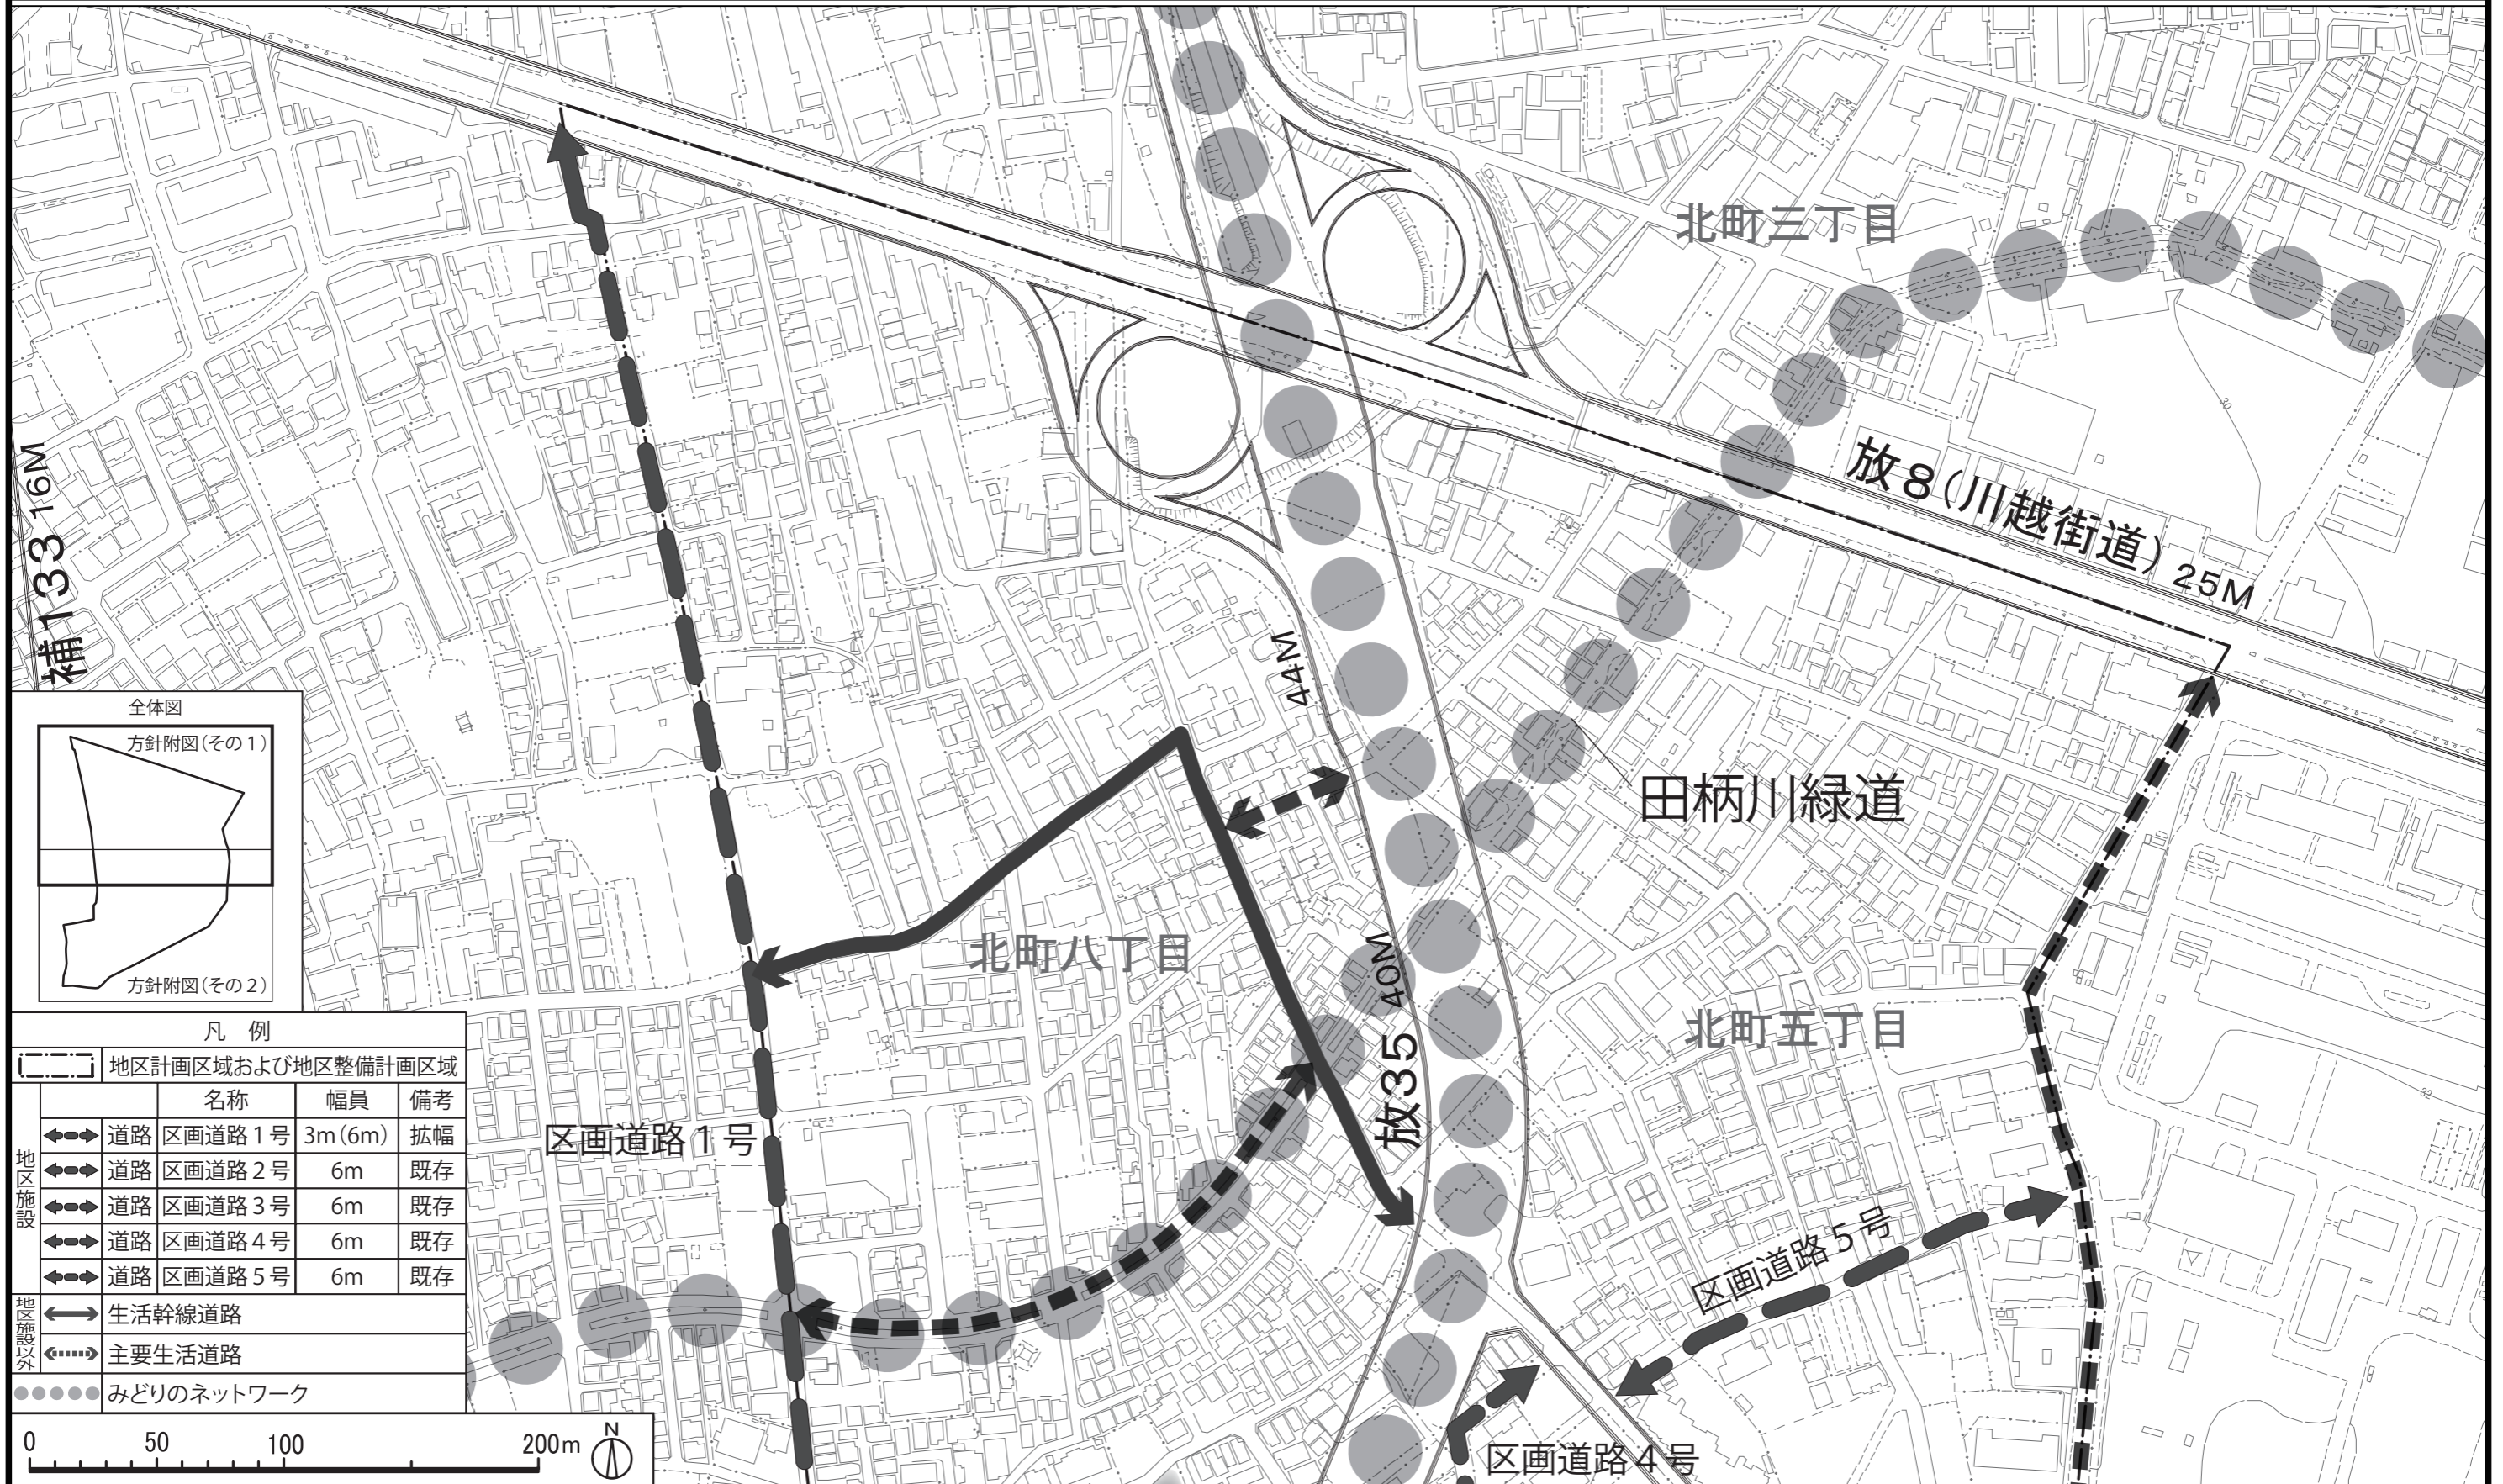 北町三丁目
放8(川越街道) 25M
補133 16M
44M
田柄川緑道
北町八丁目
40M
放35
北町五丁目
区画道路1号
区画道路5号
区画道路4号
30
32
全体図
方針附図(その1)
方針附図(その2)
凡 例
地区計画区域および地区整備計画区域
名称 幅員 備考
地区施設
道路 区画道路1号 3m(6m) 拡幅
道路 区画道路2号 6m 既存
道路 区画道路3号 6m 既存
道路 区画道路4号 6m 既存
道路 区画道路5号 6m 既存
地区施設以外
生活幹線道路
主要生活道路
みどりのネットワーク
0 50 100 200m
N